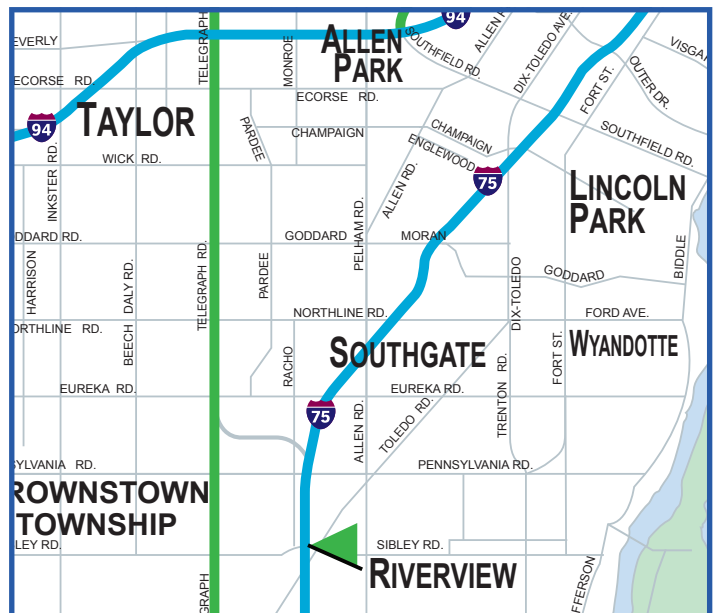 TELEGRAPH
94
ALLEN R
DIX-TOLEDO AVE.
EVERLY
ALLEN
PARK
MONROE
SOUTHFIELD RD.
VISGA
OUTER DR.
FORT ST.
ECORSE RD.
ECORSE RD.
94
TAYLOR
PARDEE
CHAMPAIGN
CHAMPAIGN
ENGLEWOOD
SOUTHFIELD RD.
WICK RD.
INKSTER RD.
ALLEN RD.
75
LINCOLN
PARK
DDARD RD.
GODDARD
MORAN
PELHAM RD.
BIDDLE
HARRISON
DALY RD.
BEECH
TELEGRAPH RD.
PARDEE
DIX-TOLEDO
GODDARD
NORTHLINE RD.
FORD AVE.
ORTHLINE RD.
RACHO
SOUTHGATE
FORT ST.
WYANDOTTE
EUREKA RD.
75
EUREKA RD.
ALLEN RD.
TOLEDO RD.
TRENTON RD.
SYLVANIA RD.
PENNSYLVANIA RD.
ROWNSTOWN
TOWNSHIP
LEY RD.
SIBLEY RD.
RIVERVIEW
GRAPH
FFERSON